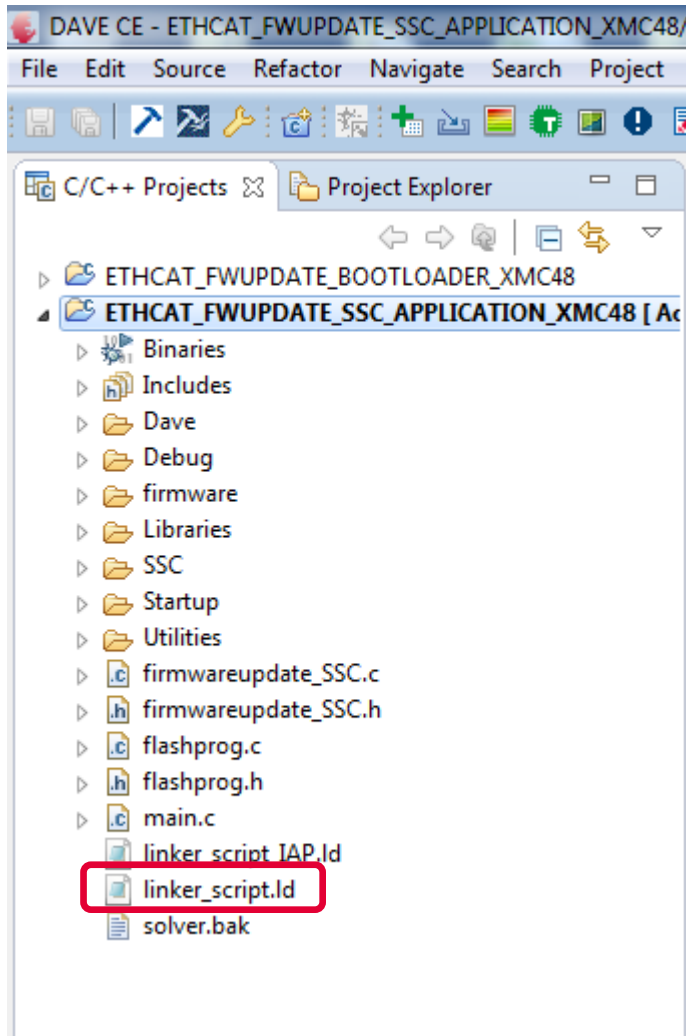 DAVE CE - ETHCAT_FWUPDATE_SSC_APPLICATION_XMC48/
File Edit Source Refactor Navigate Search Project
C/C++ Projects Project Explorer
ETHCAT_FWUPDATE_BOOTLOADER_XMC48
ETHCAT_FWUPDATE_SSC_APPLICATION_XMC48 [ Ac
Binaries
Includes
Dave
Debug
firmware
Libraries
SSC
Startup
Utilities
firmwareupdate_SSC.c
firmwareupdate_SSC.h
flashprog.c
flashprog.h
main.c
linker_script_IAP.ld
linker_script.ld
solver.bak